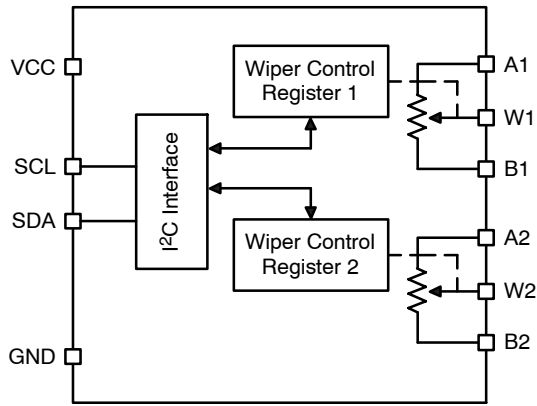 VCC
SCL
SDA
GND
I²C Interface
Wiper Control
Register 1
Wiper Control
Register 2
A1
W1
B1
A2
W2
B2